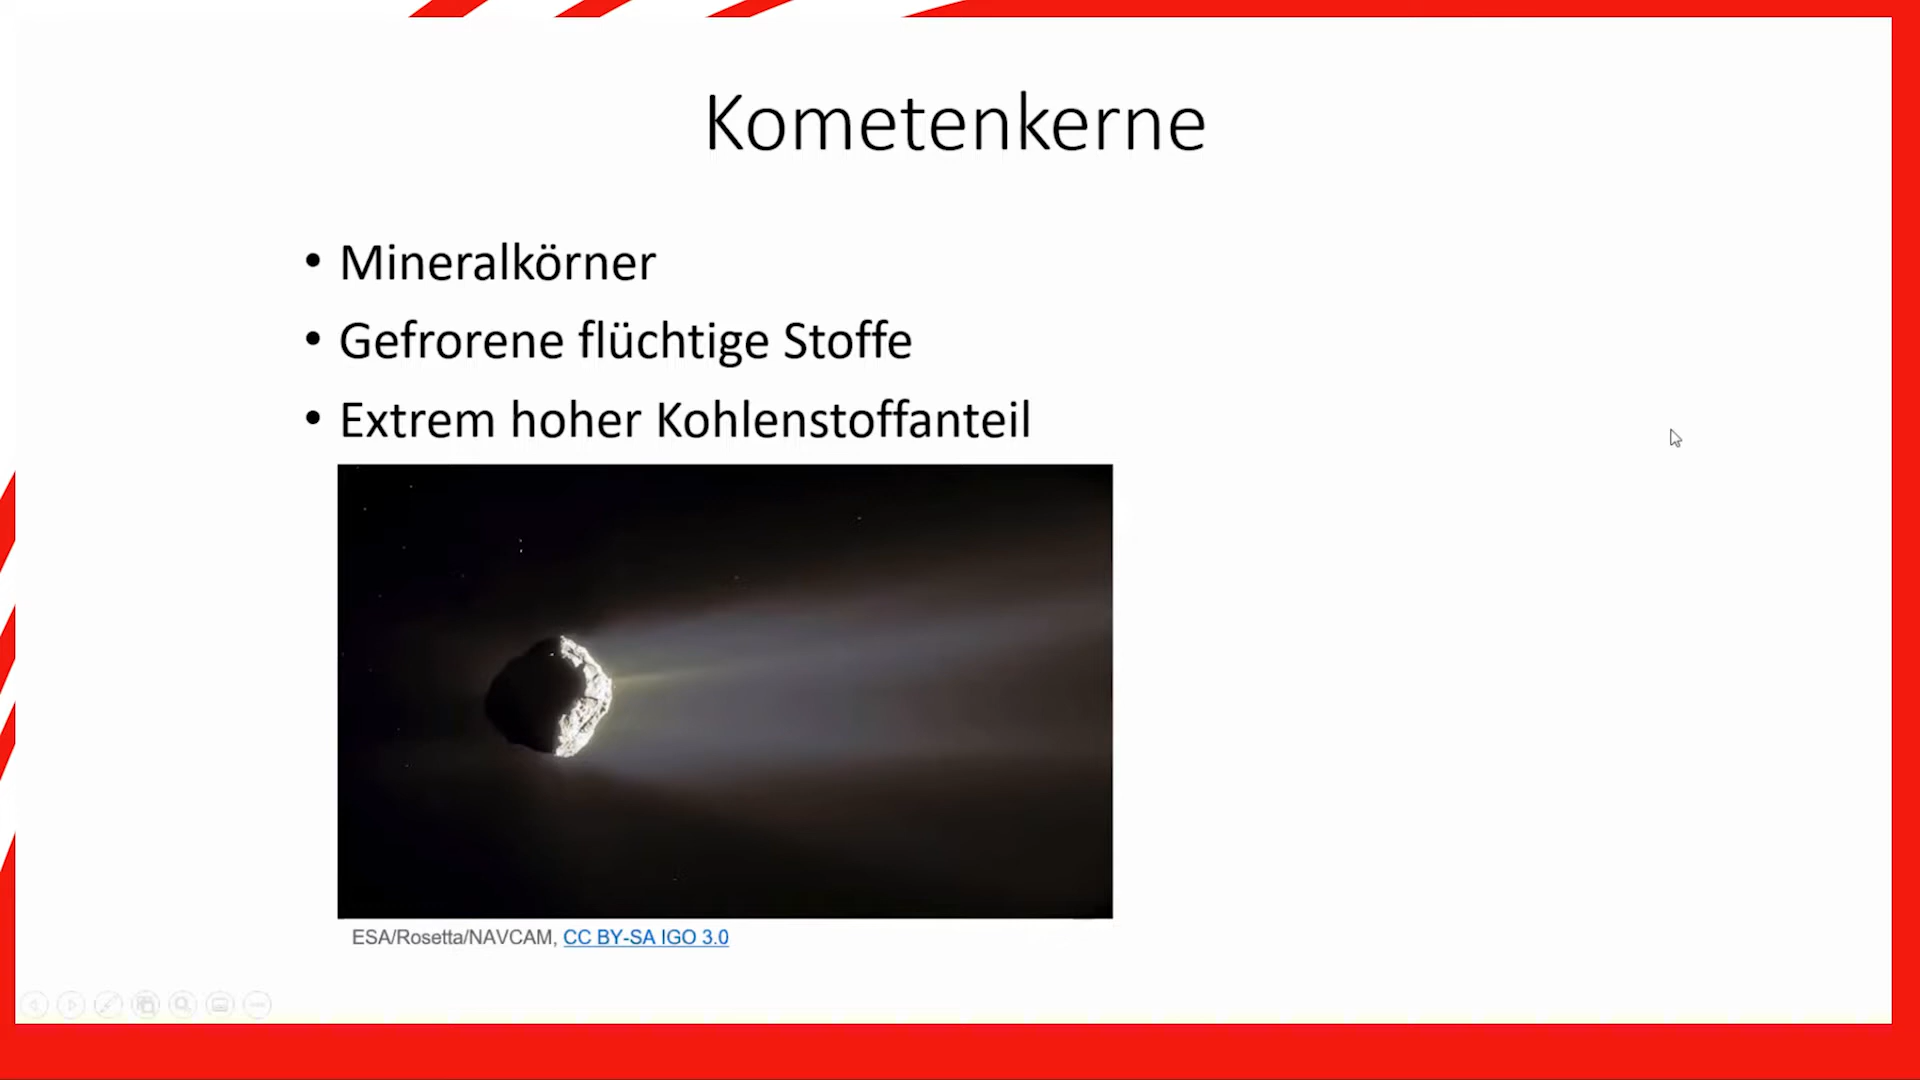 Kometenkerne
• Mineralkörner
• Gefrorene flüchtige Stoffe
• Extrem hoher Kohlenstoffanteil
ESA/Rosetta/NAVCAM, CC BY-SA IGO 3.0